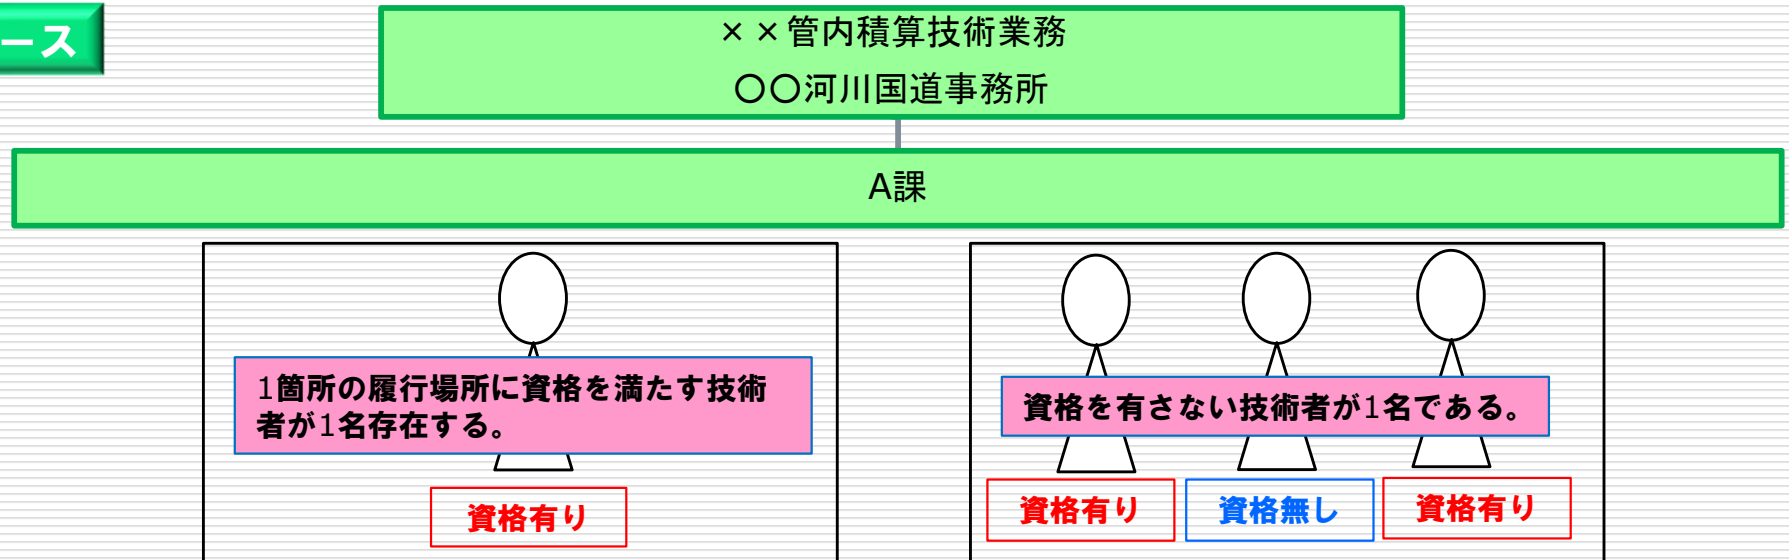 ース
××管内積算技術業務
〇〇河川国道事務所
A課
1箇所の履行場所に資格を満たす技術
者が1名存在する。
資格を有さない技術者が1名である。
資格有り
資格有り
資格無し
資格有り